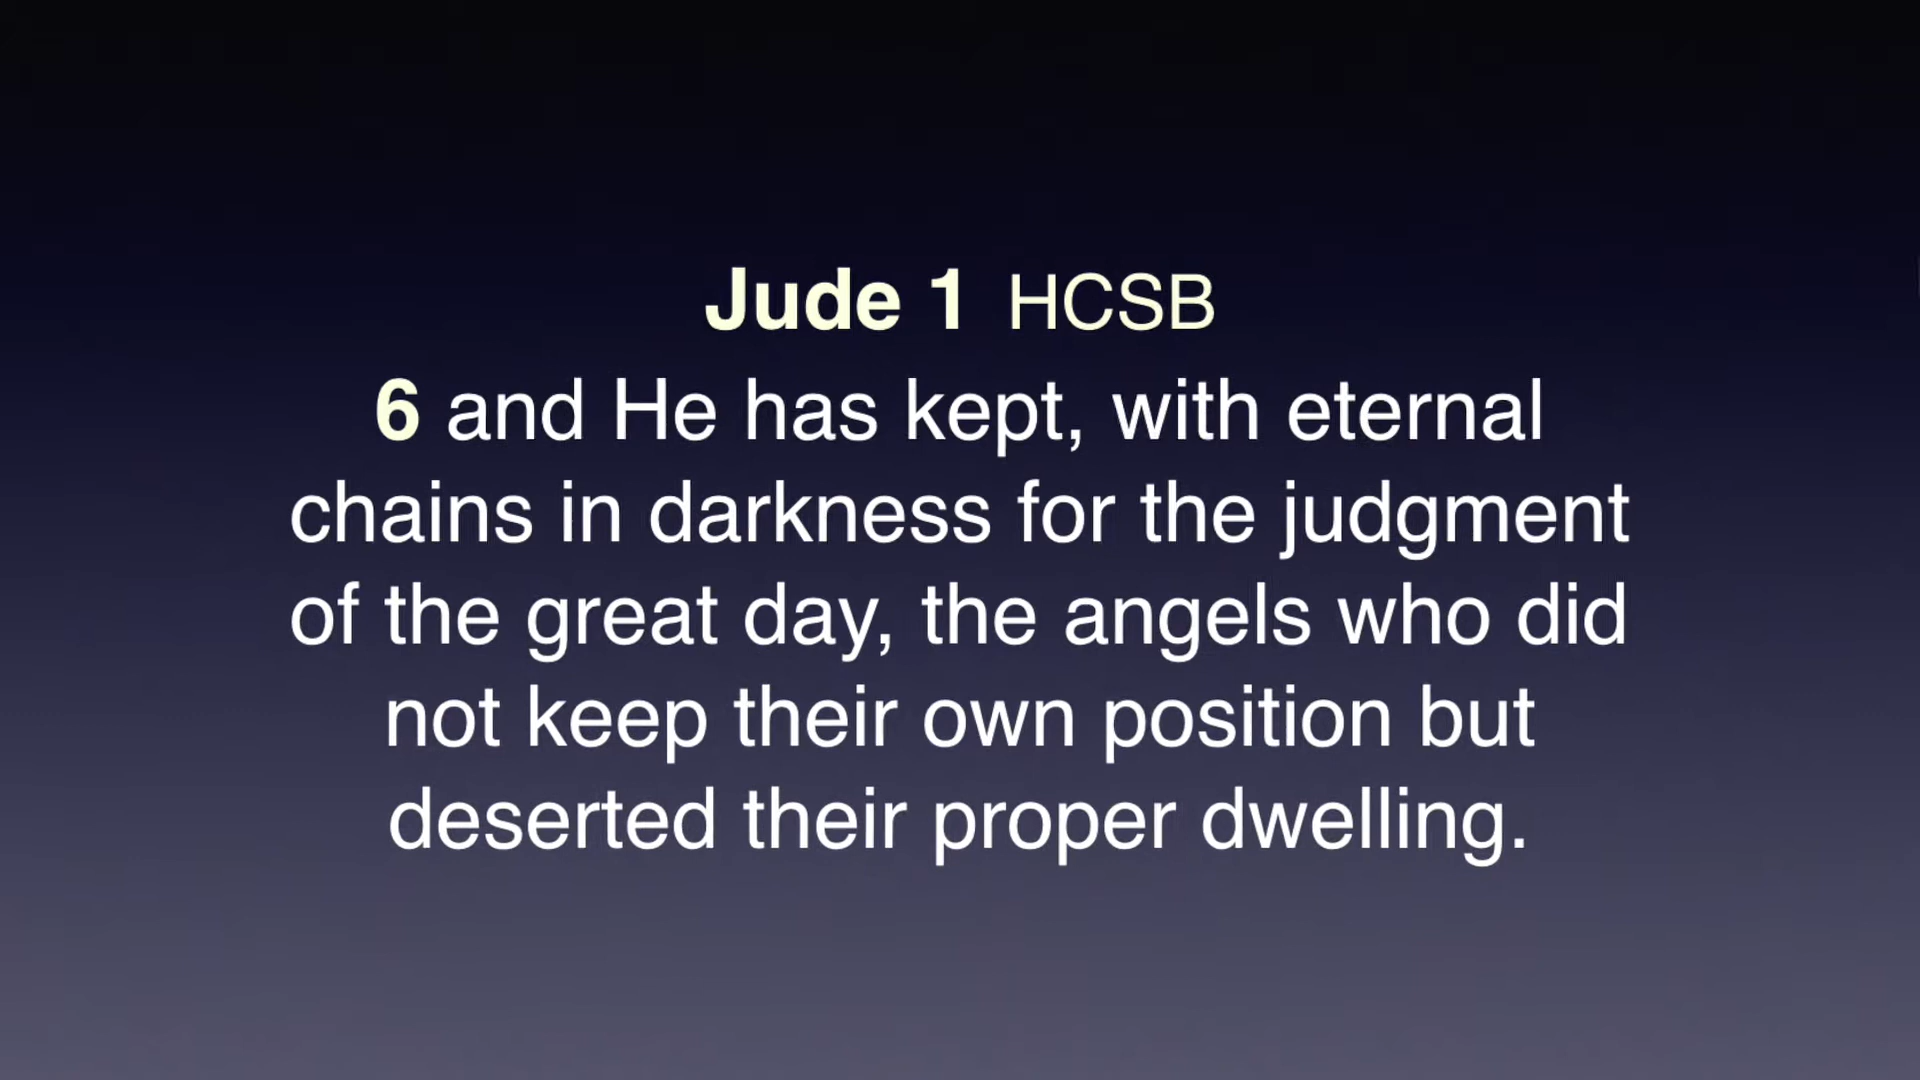 Jude 1 HCSB
6 and He has kept, with eternal
chains in darkness for the judgment
of the great day, the angels who did
not keep their own position but
deserted their proper dwelling.